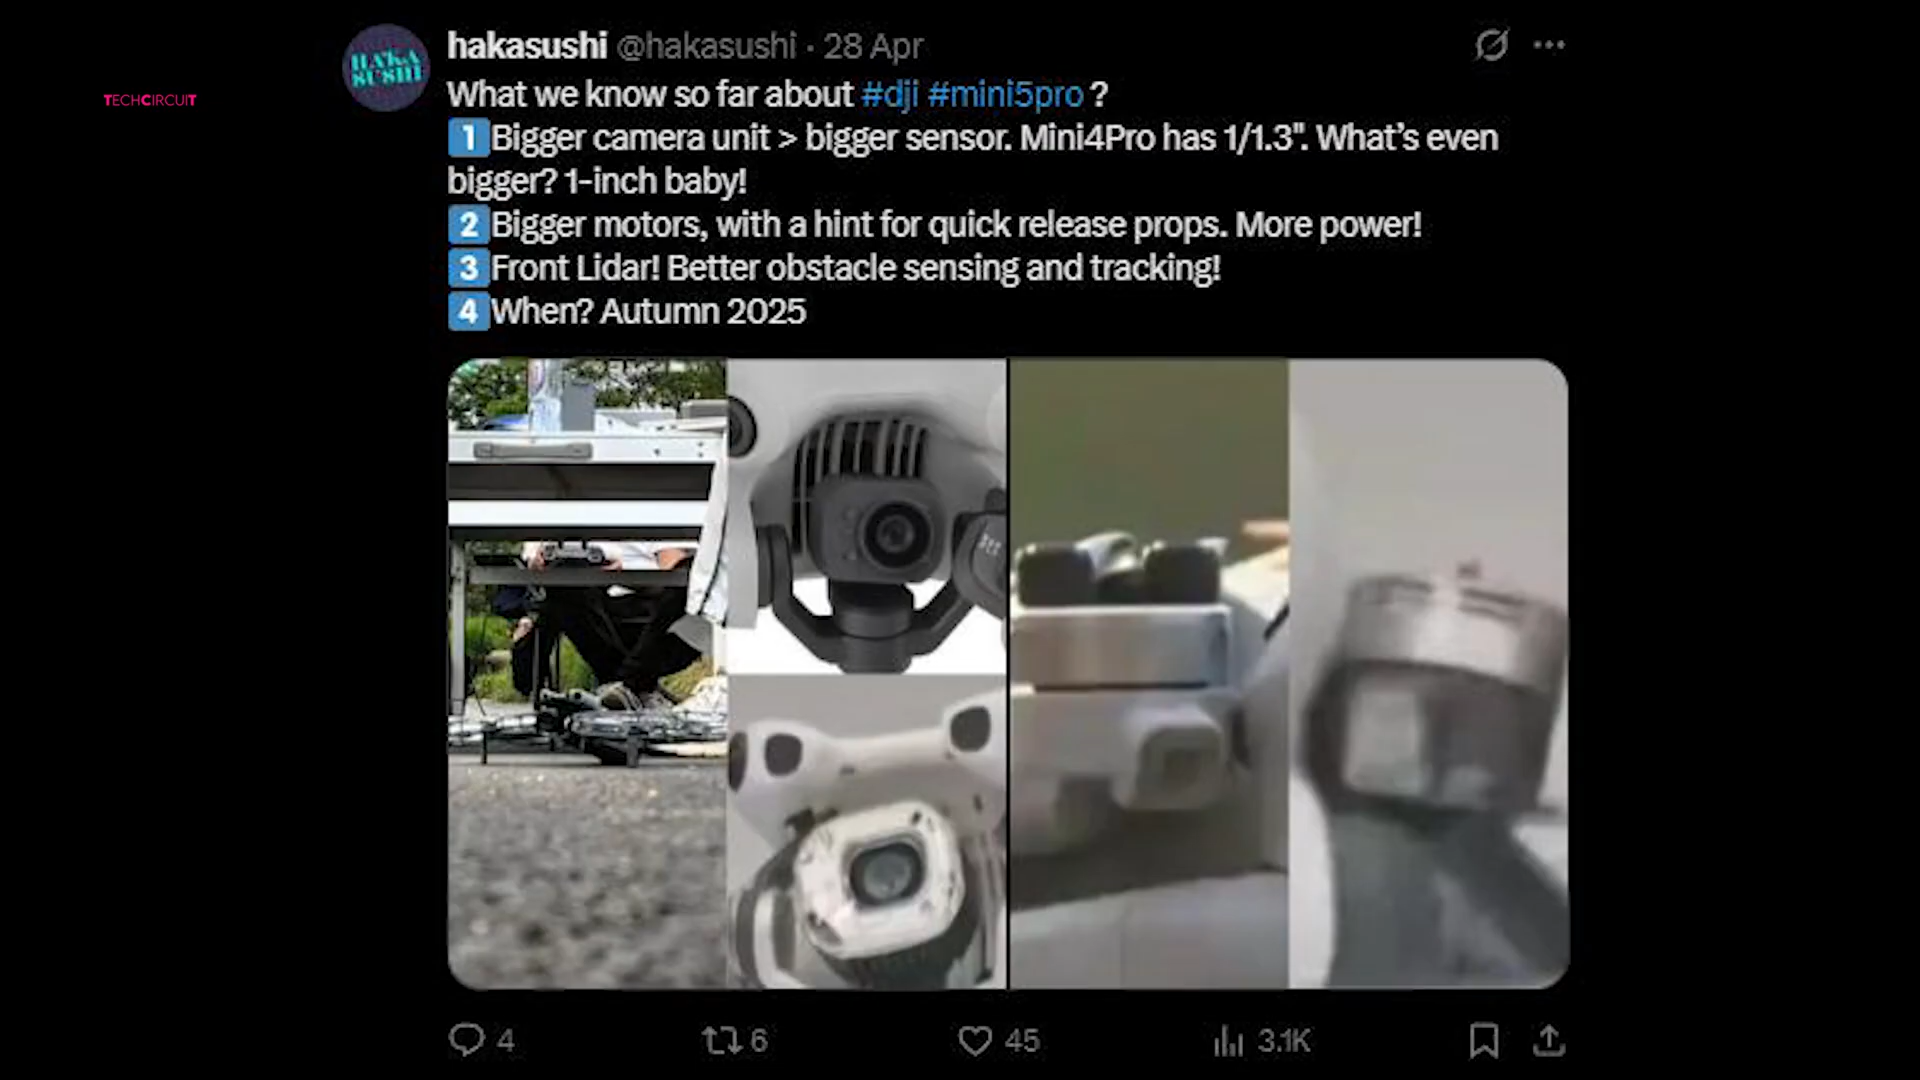 TECHCIRCUIT
HAKA
SUSHI
hakasushi @hakasushi · 28 Apr
What we know so far about #dji #mini5pro ?
1 Bigger camera unit > bigger sensor. Mini4Pro has 1/1.3". What's even
bigger? 1-inch baby!
2 Bigger motors, with a hint for quick release props. More power!
3 Front Lidar! Better obstacle sensing and tracking!
4 When? Autumn 2025
4 6 45 3.1K